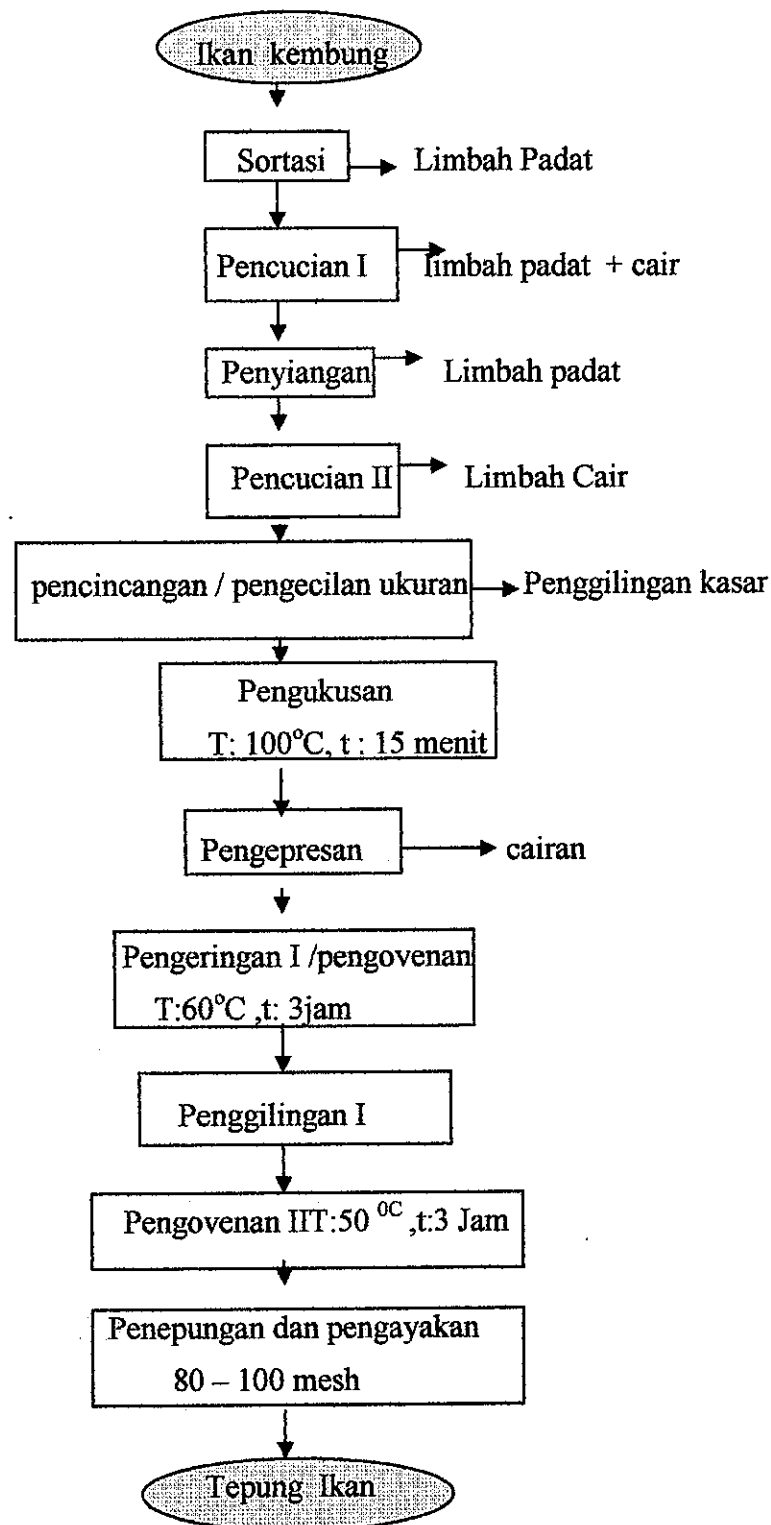 Ikan kembung
Sortasi
Limbah Padat
Pencucian I
limbah padat + cair
Penyiangan
Limbah padat
Pencucian II
Limbah Cair
pencincangan / pengecilan ukuran
Penggilingan kasar
Pengukusan
T: 100°C, t : 15 menit
Pengepresan
cairan
Pengeringan I /pengovenan
T:60°C ,t: 3jam
Penggilingan I
Pengovenan IIT:50 ⁰ᶜ ,t:3 Jam
Penepungan dan pengayakan
80 – 100 mesh
Tepung Ikan